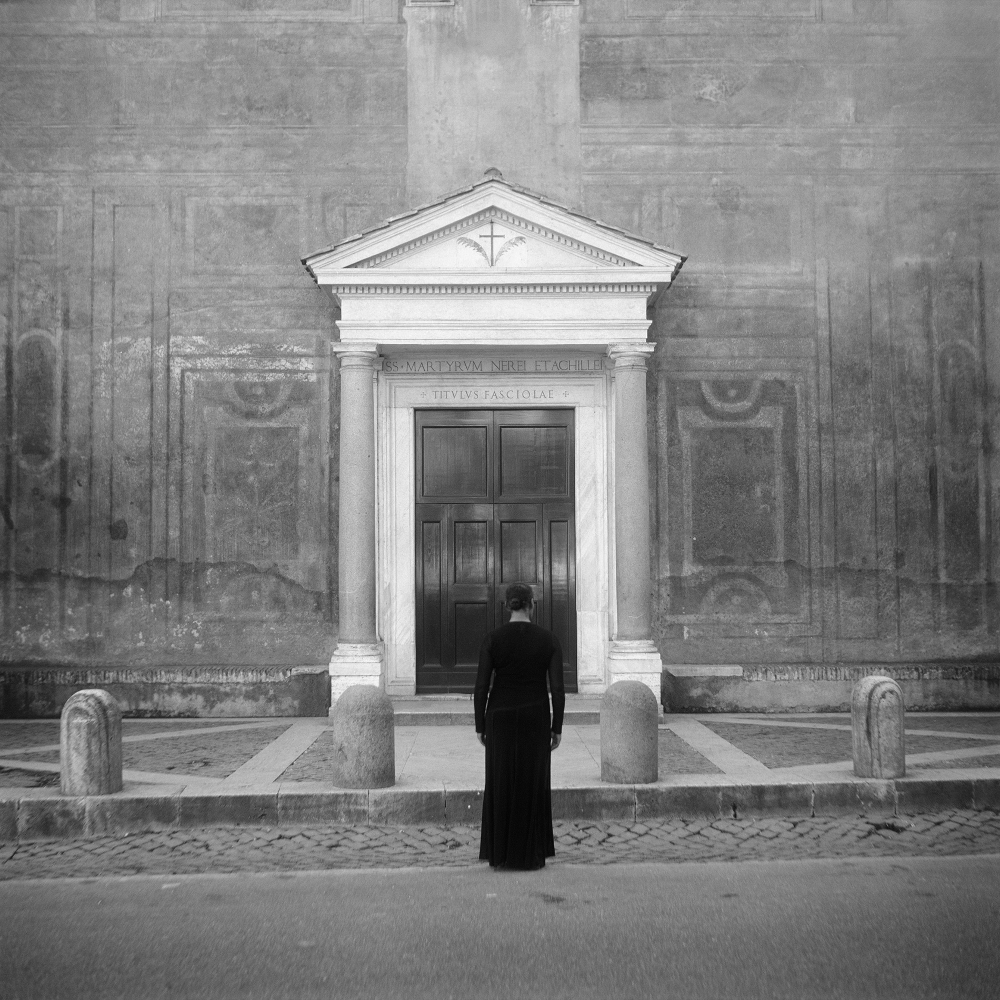 SS · MARTYRVM NEREI ET ACHILLEI
+ TITVLVS FASCIOLAE +